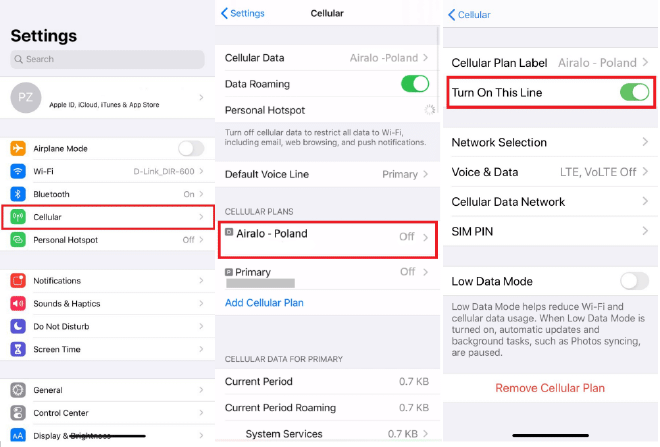 Settings
Search
PZ
Apple ID, iCloud, iTunes & App Store
Airplane Mode
Wi-Fi D-Link_DIR-600
Bluetooth On
Cellular
Personal Hotspot Off
Notifications
Sounds & Haptics
Do Not Disturb
Screen Time
General
Control Center
AA Display & Brightness
Settings Cellular
Cellular Data Airalo - Poland
Data Roaming
Personal Hotspot
Turn off cellular data to restrict all data to Wi-Fi,
including email, web browsing, and push notifications.
Default Voice Line Primary
CELLULAR PLANS
Airalo - Poland Off
P Primary Off
Add Cellular Plan
CELLULAR DATA FOR PRIMARY
Current Period 0.7 KB
Current Period Roaming 0.7 KB
System Services 0.7 KB
Cellular
Cellular Plan Label Airalo - Poland
Turn On This Line
Network Selection
Voice & Data LTE, VoLTE Off
Cellular Data Network
SIM PIN
Low Data Mode
Low Data Mode helps reduce Wi-Fi and
cellular data usage. When Low Data Mode is
turned on, automatic updates and
background tasks, such as Photos syncing,
are paused.
Remove Cellular Plan